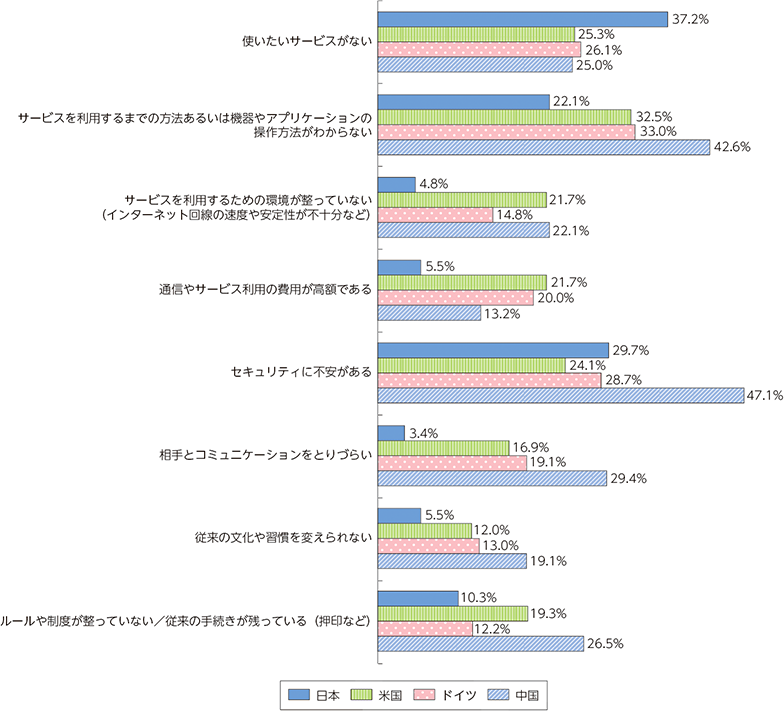 使いたいサービスがない
37.2%
25.3%
26.1%
25.0%
サービスを利用するまでの方法あるいは機器やアプリケーションの
操作方法がわからない
22.1%
32.5%
33.0%
42.6%
サービスを利用するための環境が整っていない
(インターネット回線の速度や安定性が不十分など)
4.8%
21.7%
14.8%
22.1%
通信やサービス利用の費用が高額である
5.5%
21.7%
20.0%
13.2%
セキュリティに不安がある
29.7%
24.1%
28.7%
47.1%
相手とコミュニケーションをとりづらい
3.4%
16.9%
19.1%
29.4%
従来の文化や習慣を変えられない
5.5%
12.0%
13.0%
19.1%
ルールや制度が整っていない／従来の手続きが残っている（押印など）
10.3%
19.3%
12.2%
26.5%
日本 米国 ドイツ 中国